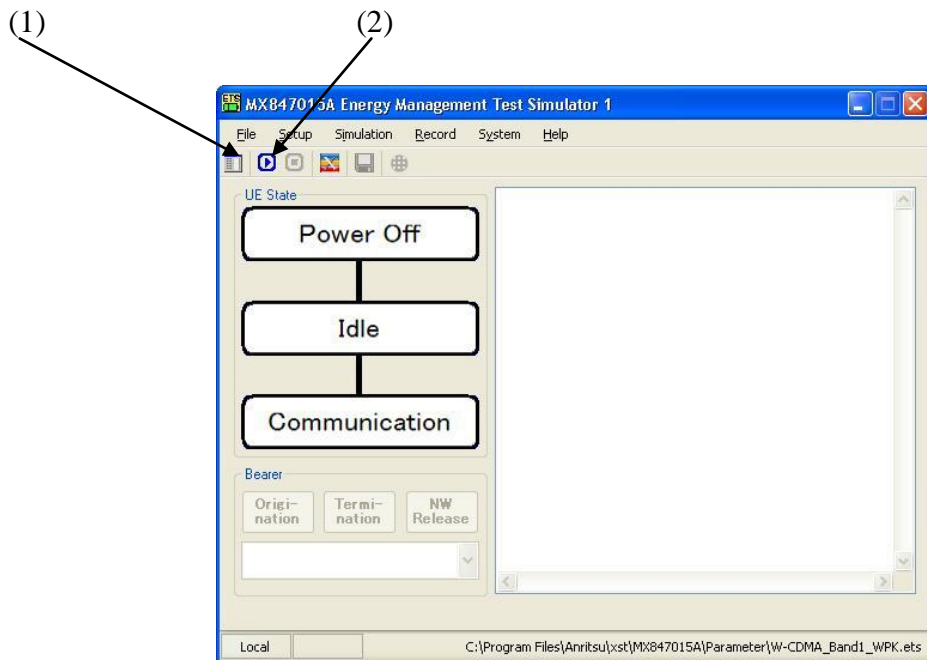 (1)
(2)
ETS
MX847015A Energy Management Test Simulator 1
File Setup Simulation Record System Help
UE State
Power Off
Idle
Communication
Bearer
Origi-
nation
Termi-
nation
NW
Release
Local
C:\Program Files\Anritsu\xst\MX847015A\Parameter\W-CDMA_Band1_WPK.ets